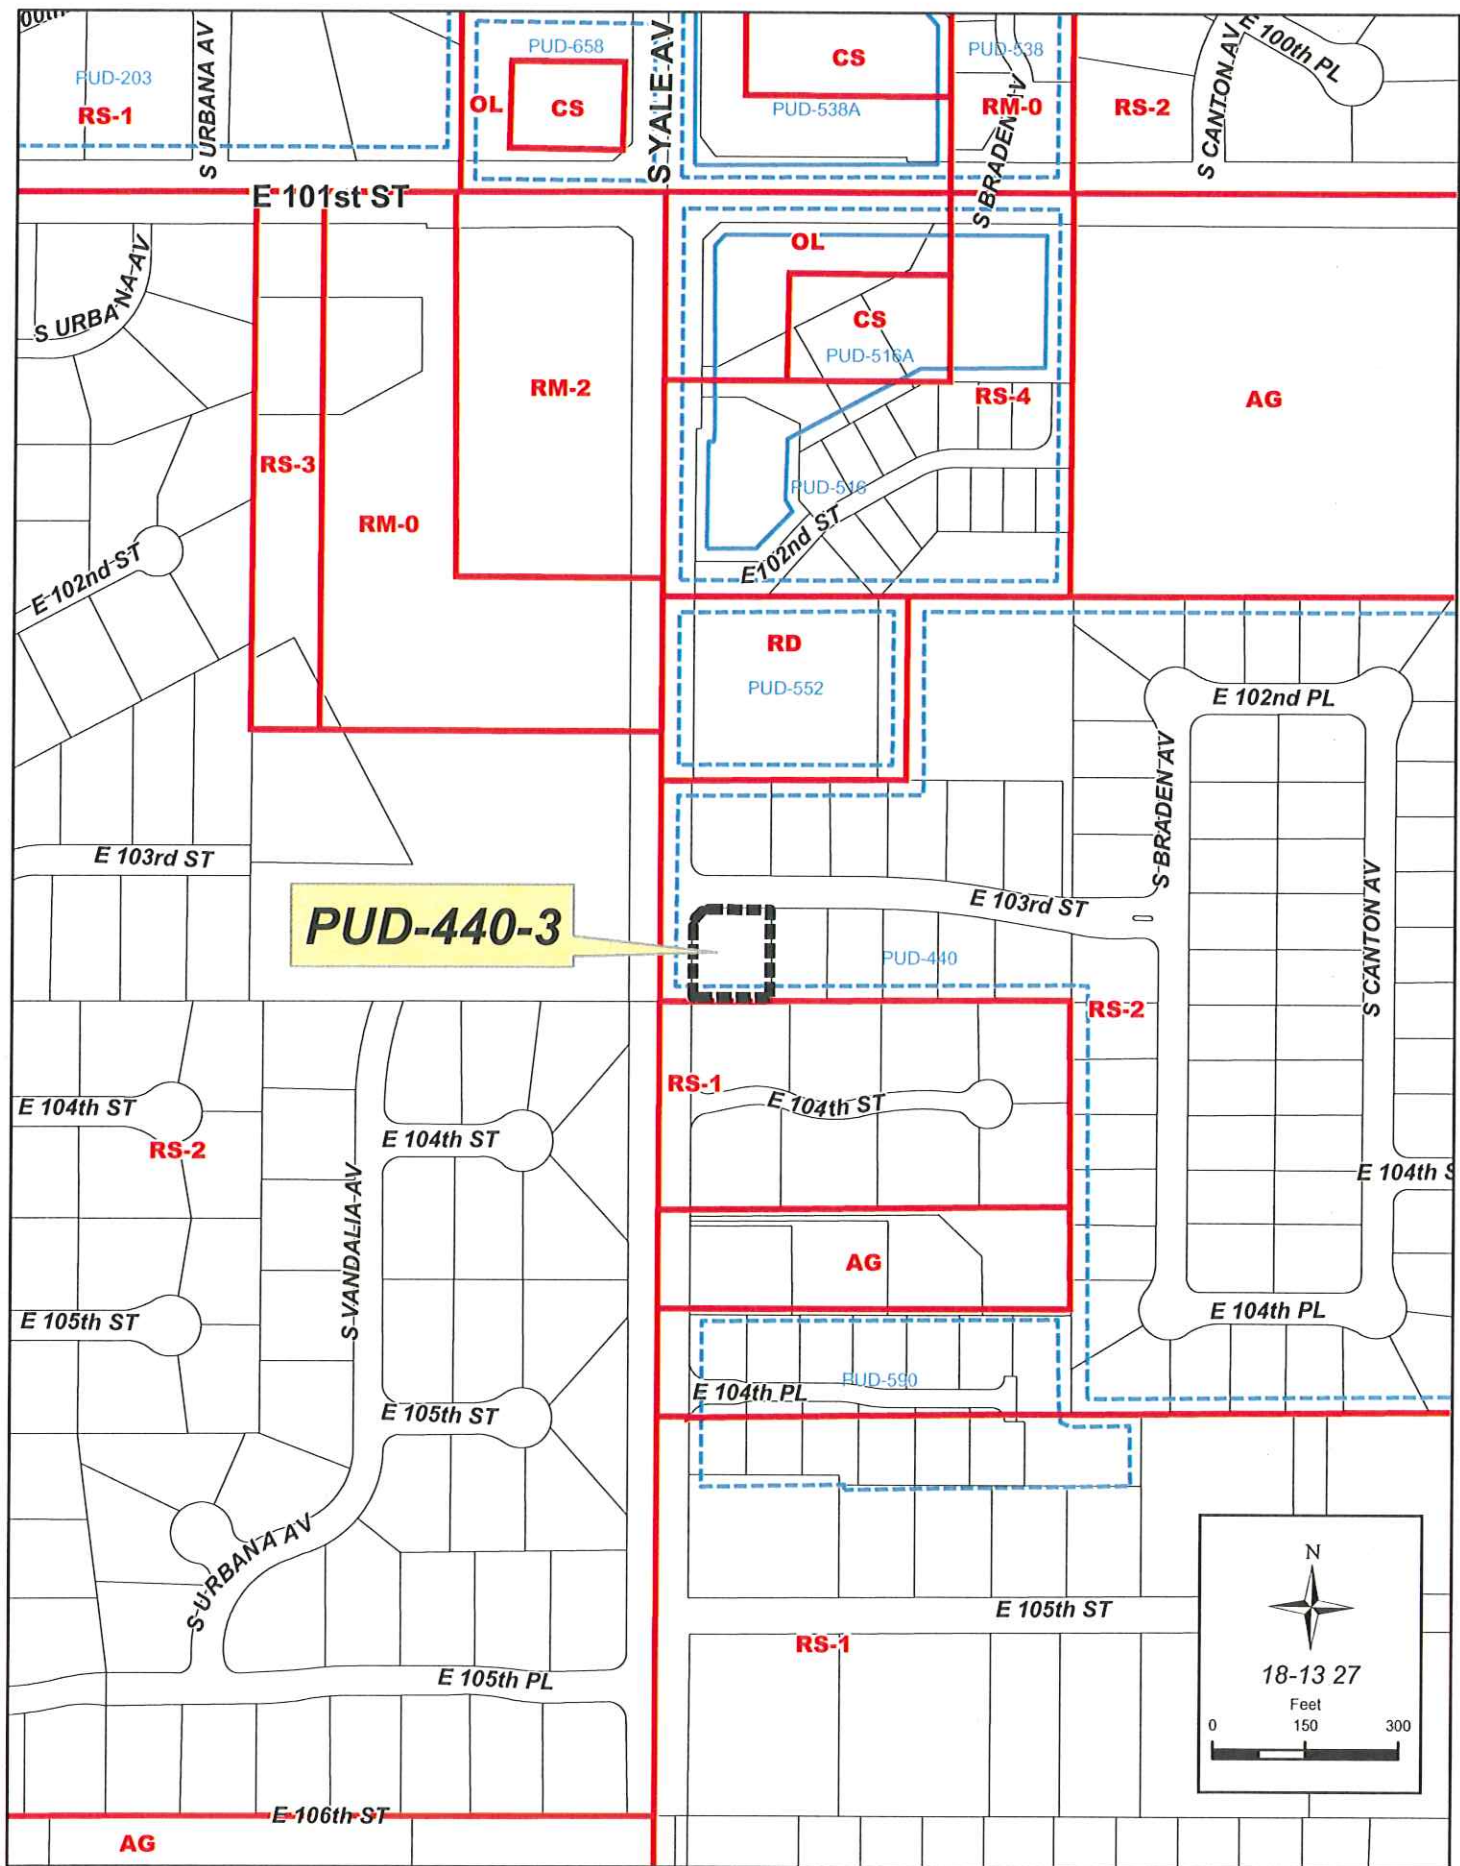 PUD-203
RS-1
S URBANA AV
PUD-658
OL
CS
S YALE AV
CS
PUD-538A
PUD-538
RM-0
S BRADEN AV
RS-2
S CANTON AV
E 100th PL
E 101st ST
S URBANA AV
OL
CS
PUD-516A
RM-2
RS-4
AG
RS-3
RM-0
PUD-516
E 102nd ST
E 102nd ST
RD
PUD-552
E 102nd PL
S BRADEN AV
E 103rd ST
PUD-440-3
E 103rd ST
S CANTON AV
PUD-440
RS-2
RS-1
E 104th ST
E 104th ST
RS-2
E 104th ST
E 104th S
S VANDALIA AV
AG
E 105th ST
E 104th PL
PUD-590
E 104th PL
E 105th ST
S URBANA AV
N
E 105th ST
RS-1
18-13 27
E 105th PL
Feet
0 150 300
E 106th ST
AG